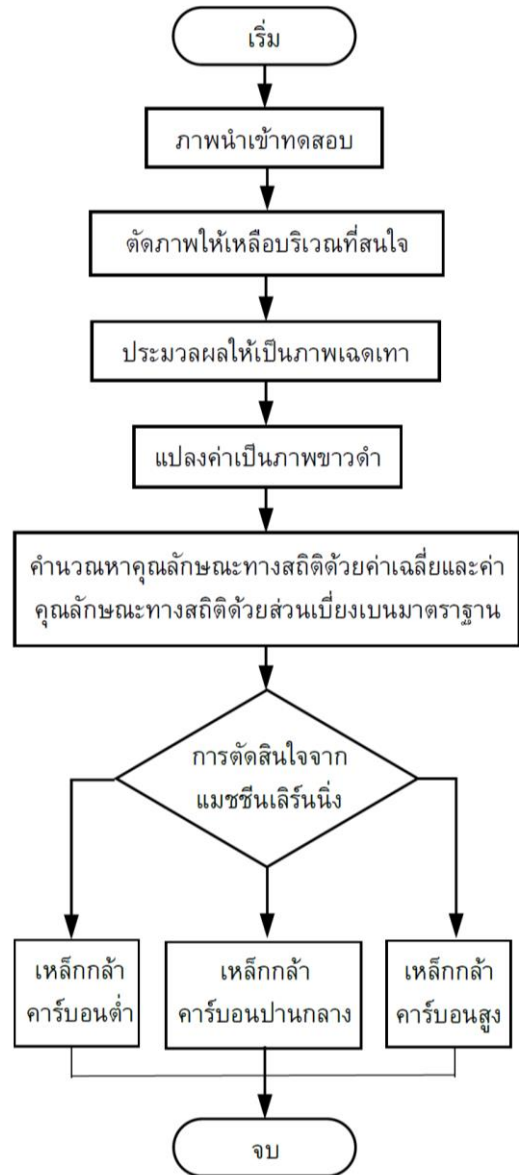 เริ่ม
ภาพนำเข้าทดสอบ
ตัดภาพให้เหลือบริเวณที่สนใจ
ประมวลผลให้เป็นภาพเฉดเทา
แปลงค่าเป็นภาพขาวดำ
คำนวณหาคุณลักษณะทางสถิติด้วยค่าเฉลี่ยและค่า
คุณลักษณะทางสถิติด้วยส่วนเบี่ยงเบนมาตราฐาน
การตัดสินใจจาก
แมชชีนเลิร์นนิ่ง
เหล็กกล้า
คาร์บอนต่ำ
เหล็กกล้า
คาร์บอนปานกลาง
เหล็กกล้า
คาร์บอนสูง
จบ